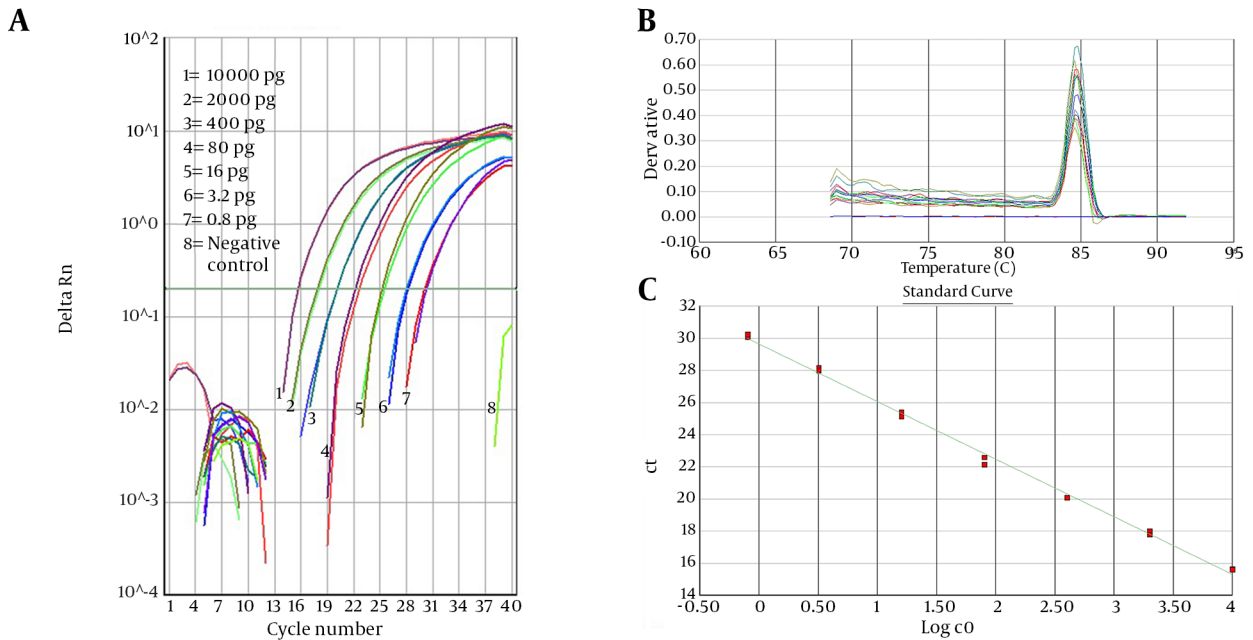 A
10^2
10^1
10^0
10^-1
10^-2
10^-3
10^-4
Delta Rn
1= 10000 pg
2= 2000 pg
3= 400 pg
4= 80 pg
5= 16 pg
6= 3.2 pg
7= 0.8 pg
8= Negative
control
1
2
3
4
5
6
7
8
1 4 7 10 13 16 19 22 25 28 31 34 37 40
Cycle number
B
0.70
0.60
0.50
0.40
0.30
0.20
0.10
0.00
-0.10
Derv ative
60 65 70 75 80 85 90 95
Temperature (C)
C
Standard Curve
32
30
28
26
24
22
20
18
16
14
ct
-0.50 0 0.50 1 1.50 2 2.50 3 3.50 4
Log c0